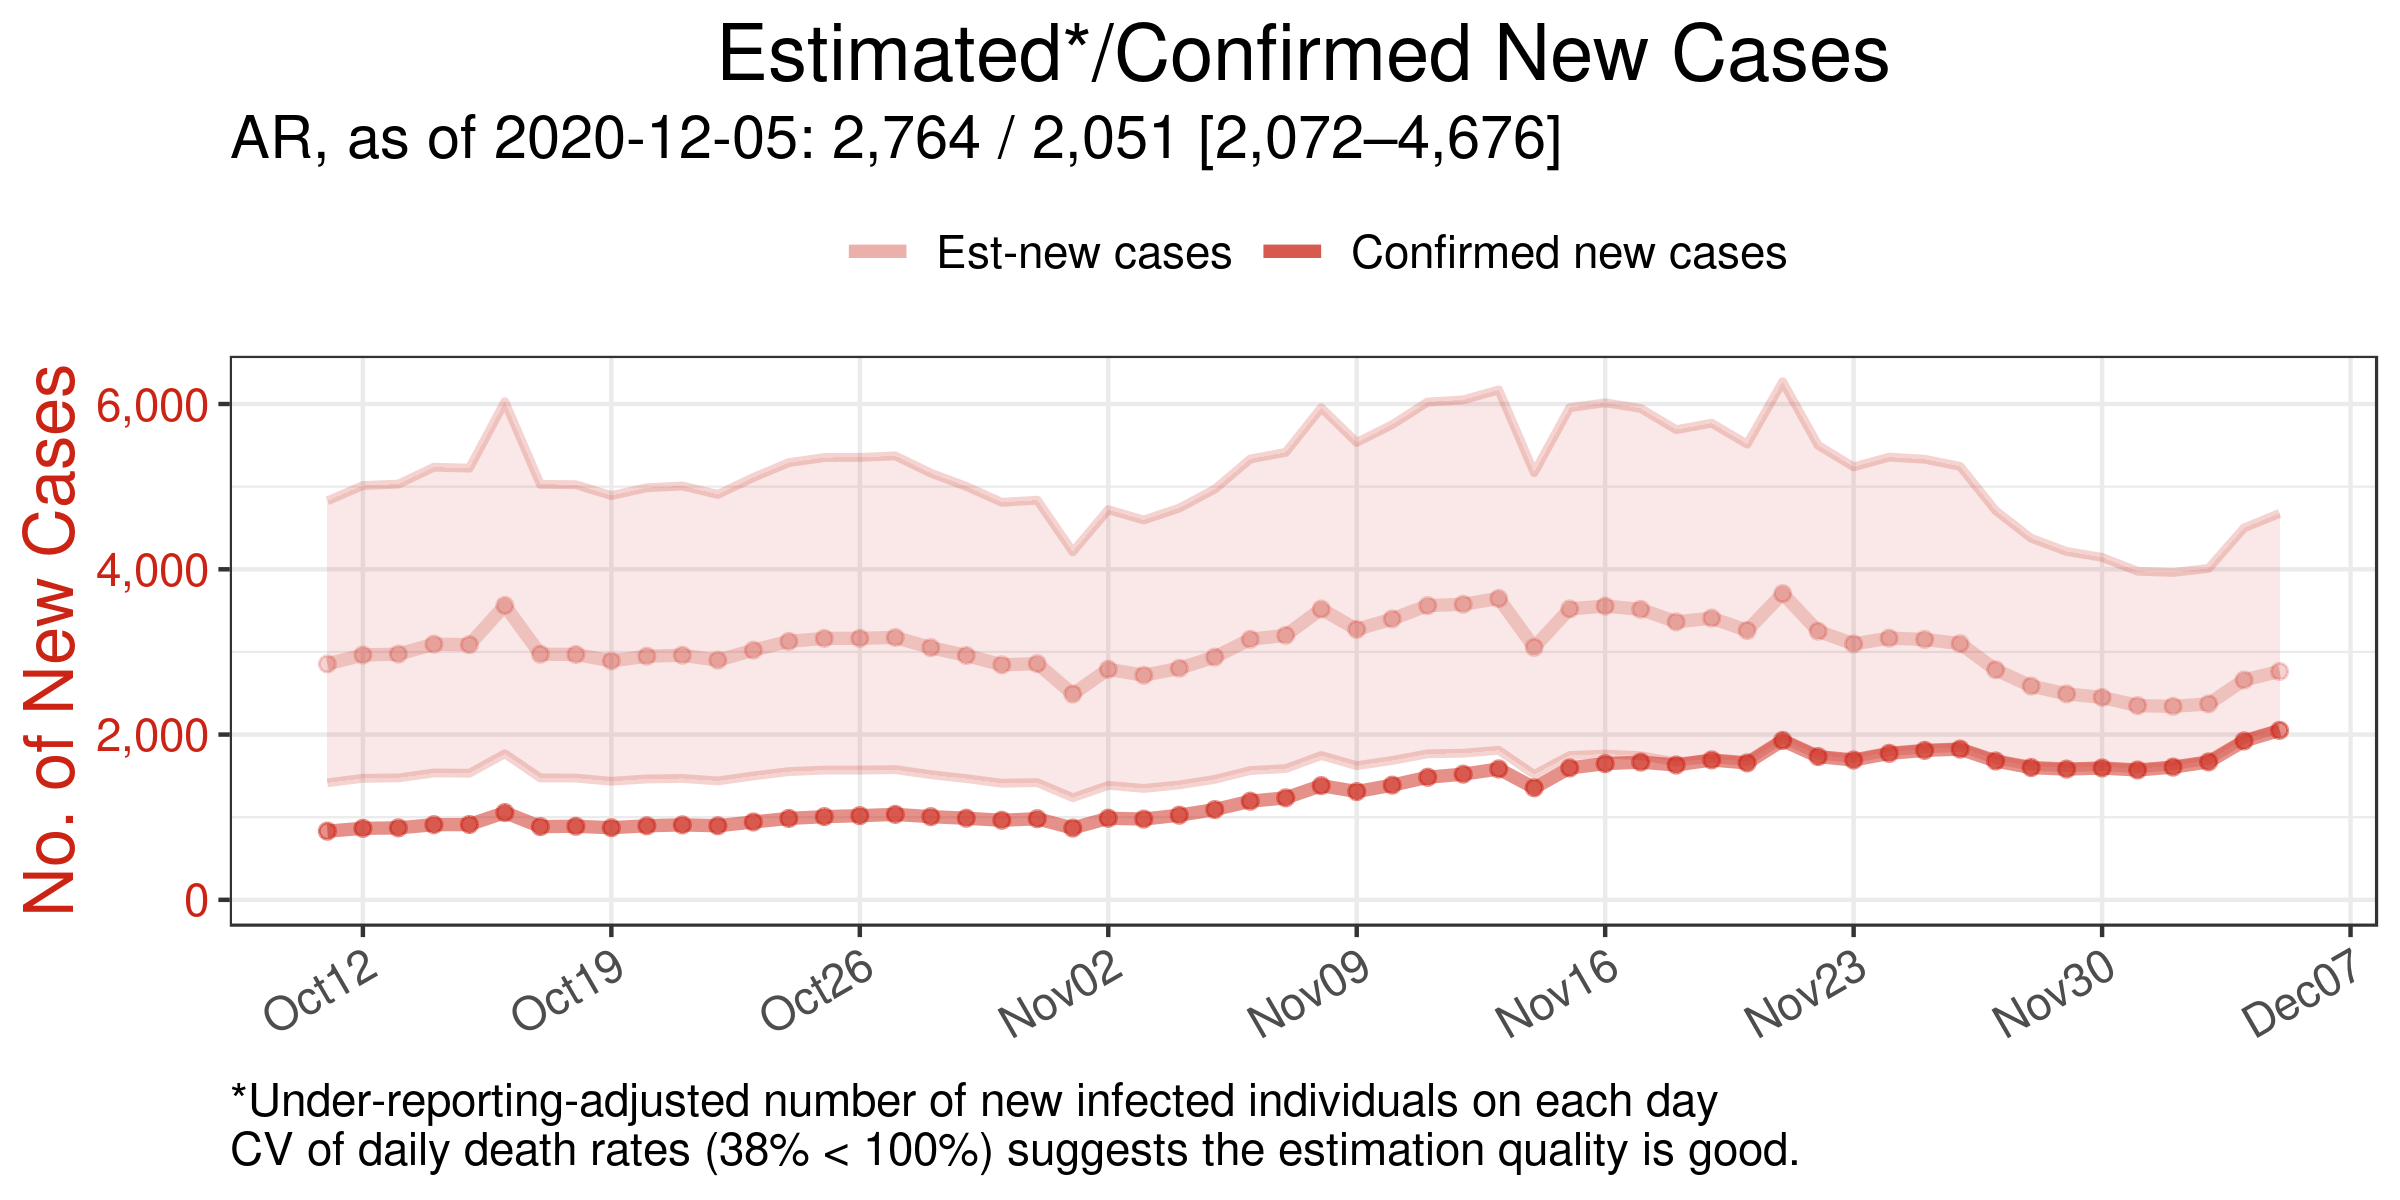 Estimated*/Confirmed New Cases
AR, as of 2020-12-05: 2,764 / 2,051 [2,072–4,676]
Est-new cases
Confirmed new cases
No. of New Cases
6,000
4,000
2,000
0
Oct12
Oct19
Oct26
Nov02
Nov09
Nov16
Nov23
Nov30
Dec07
*Under-reporting-adjusted number of new infected individuals on each day
CV of daily death rates (38% < 100%) suggests the estimation quality is good.